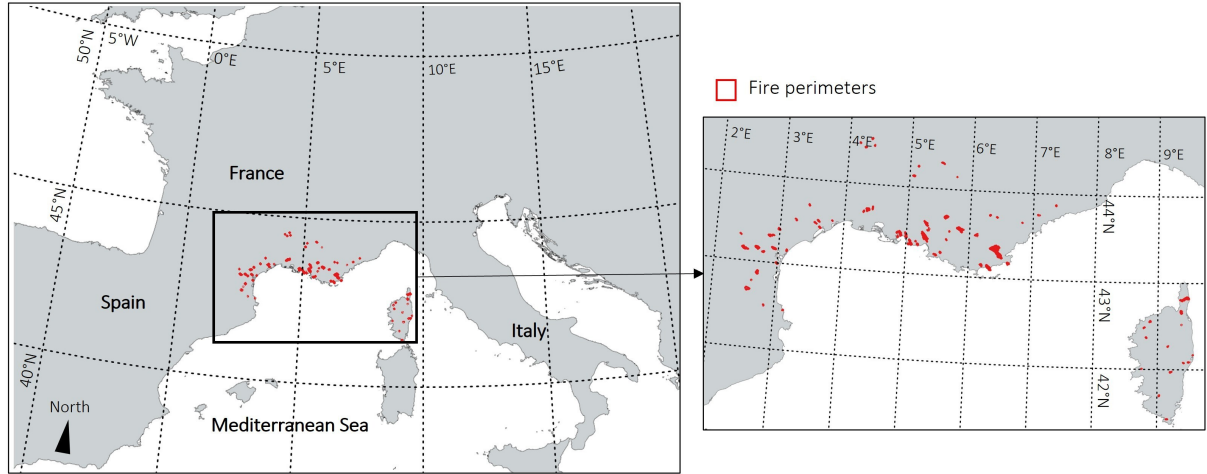 50°N
5°W
0°E
5°E
10°E
15°E
France
45°N
Spain
Italy
40°N
North
Mediterranean Sea
Fire perimeters
2°E
3°E
4°E
5°E
6°E
7°E
8°E
9°E
44°N
43°N
42°N